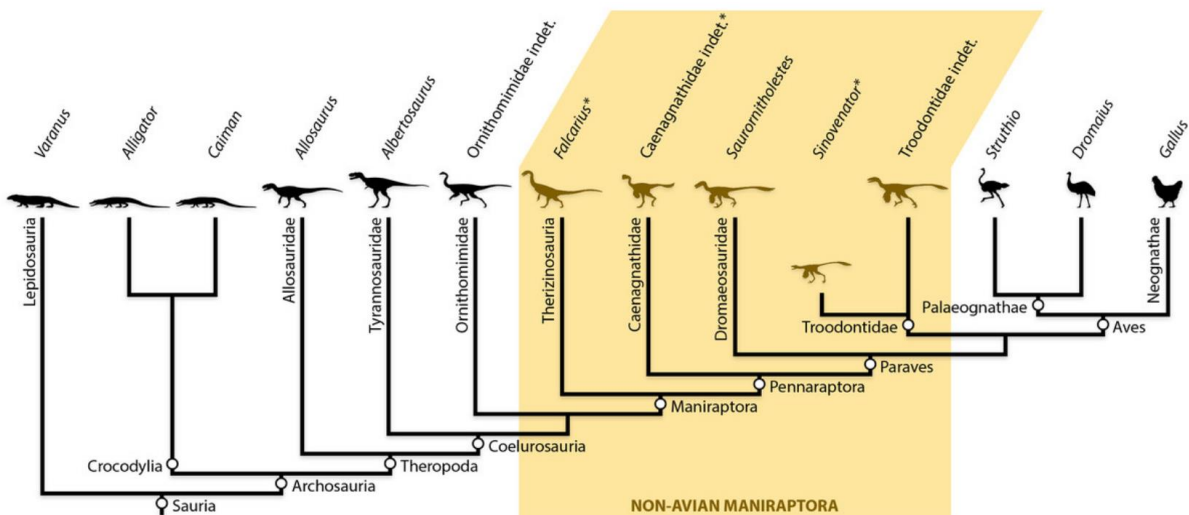 Varanus
Alligator
Caiman
Allosaurus
Albertosaurus
Ornithomimidae indet.
Falcarius*
Caenagnathidae indet.*
Saurornitholestes
Sinovenator*
Troodontidae indet.
Struthio
Dromaius
Gallus
Lepidosauria
Allosauridae
Tyrannosauridae
Ornithomimidae
Therizinosauria
Caenagnathidae
Dromaeosauridae
Neognathae
Palaeognathae
Troodontidae
Aves
Paraves
Pennaraptora
Maniraptora
Coelurosauria
Crocodylia
Theropoda
Archosauria
Sauria
NON-AVIAN MANIRAPTORA